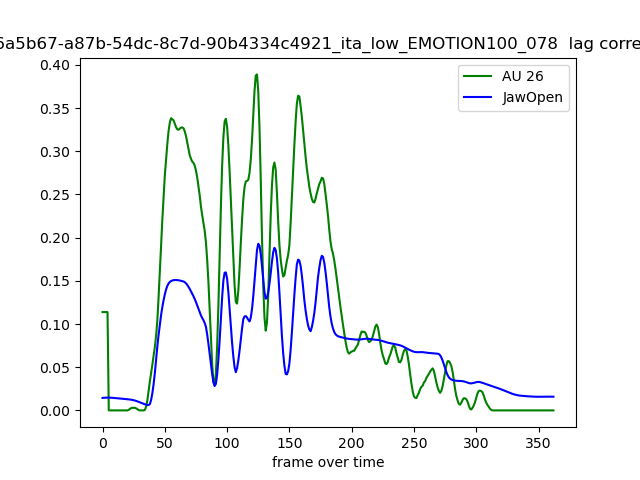 6a5b67-a87b-54dc-8c7d-90b4334c4921_ita_low_EMOTION100_078 lag corre
AU 26
JawOpen
0.40
0.35
0.30
0.25
0.20
0.15
0.10
0.05
0.00
0 50 100 150 200 250 300 350
frame over time